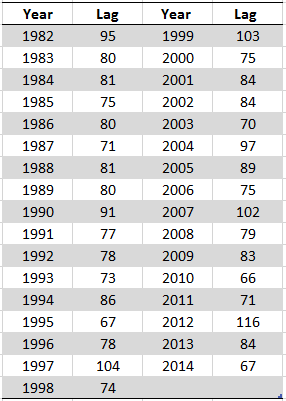 Year Lag Year Lag
1982 95 1999 103
1983 80 2000 75
1984 81 2001 84
1985 75 2002 84
1986 80 2003 70
1987 71 2004 97
1988 81 2005 89
1989 80 2006 75
1990 91 2007 102
1991 77 2008 79
1992 78 2009 83
1993 73 2010 66
1994 86 2011 71
1995 67 2012 116
1996 78 2013 84
1997 104 2014 67
1998 74